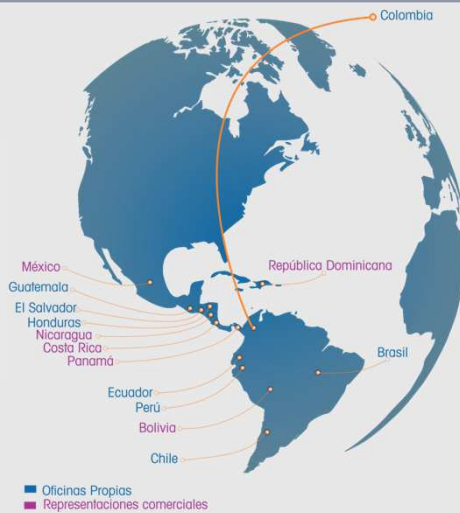 Colombia
México
República Dominicana
Guatemala
El Salvador
Honduras
Nicaragua
Costa Rica
Panamá
Brasil
Ecuador
Perú
Bolivia
Chile
Oficinas Propias
Representaciones comerciales